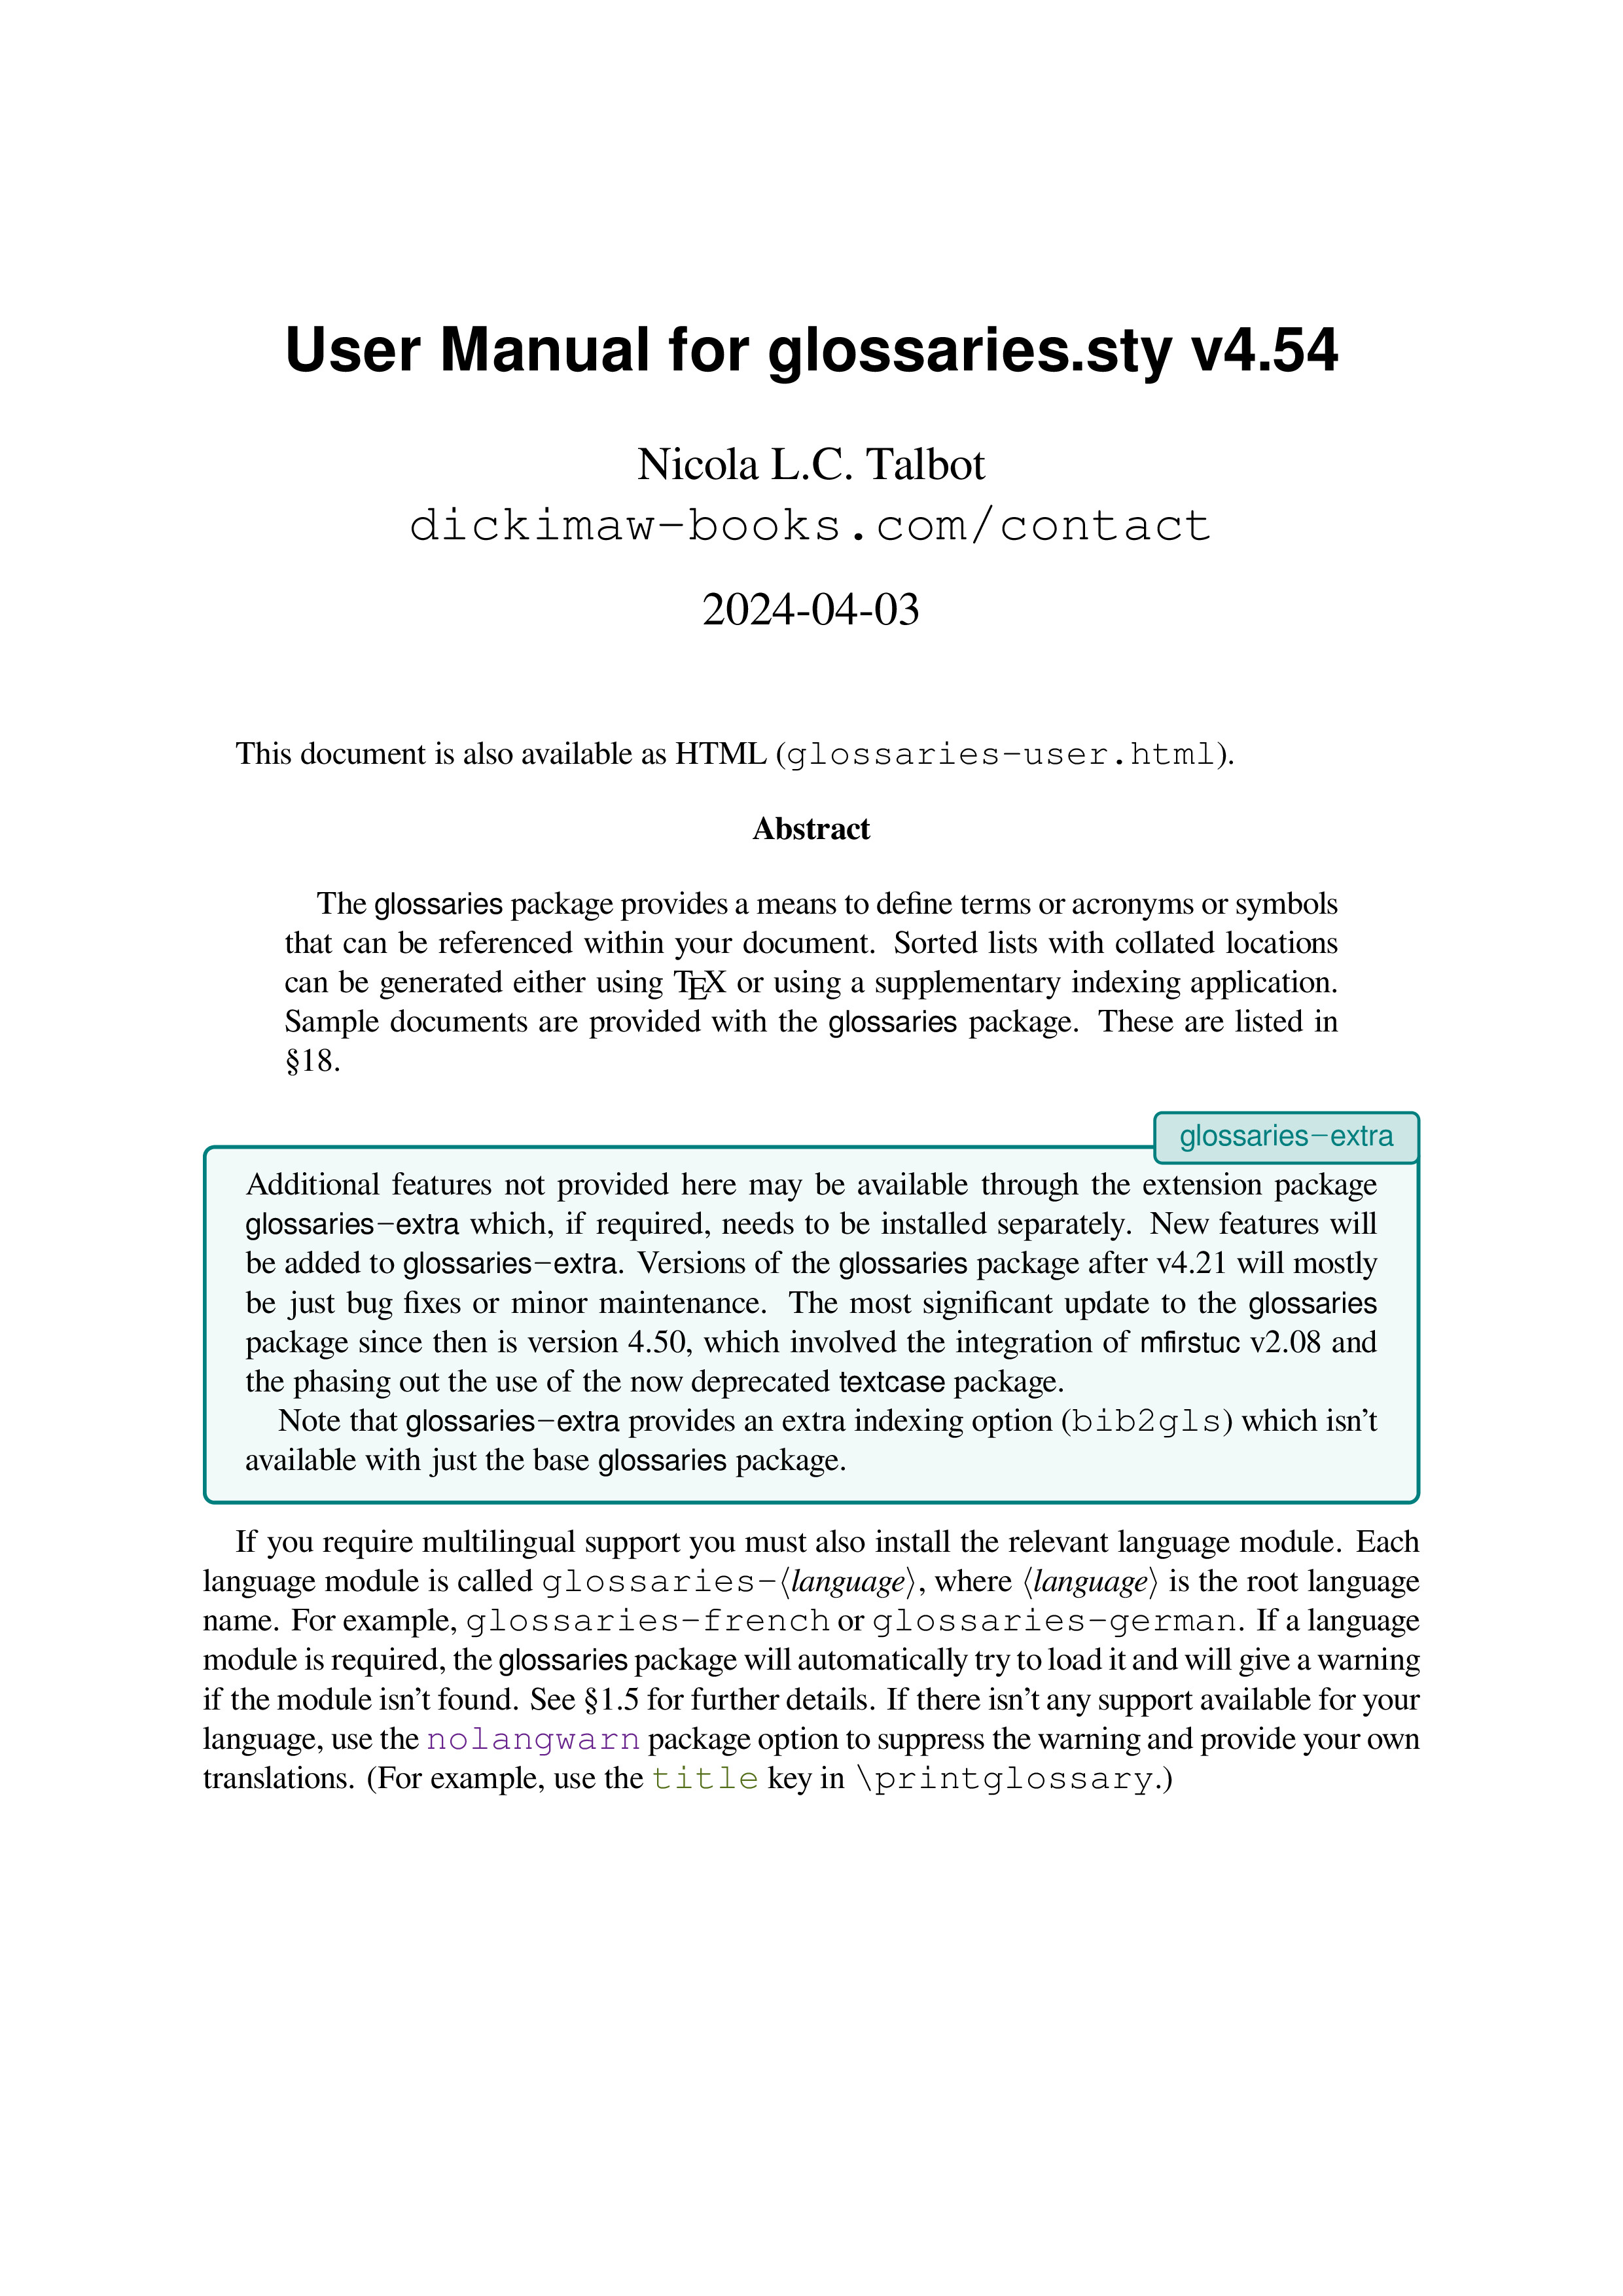 User Manual for glossaries.sty v4.54
Nicola L.C. Talbot
dickimaw-books.com/contact
2024-04-03
This document is also available as HTML (glossaries-user.html).
Abstract
The glossaries package provides a means to define terms or acronyms or symbols
that can be referenced within your document. Sorted lists with collated locations
can be generated either using TEX or using a supplementary indexing application.
Sample documents are provided with the glossaries package. These are listed in
§18.
glossaries-extra
Additional features not provided here may be available through the extension package
glossaries-extra which, if required, needs to be installed separately. New features will
be added to glossaries-extra. Versions of the glossaries package after v4.21 will mostly
be just bug fixes or minor maintenance. The most significant update to the glossaries
package since then is version 4.50, which involved the integration of mfirstuc v2.08 and
the phasing out the use of the now deprecated textcase package.
Note that glossaries-extra provides an extra indexing option (bib2gls) which isn't
available with just the base glossaries package.
If you require multilingual support you must also install the relevant language module. Each
language module is called glossaries-⟨language⟩, where ⟨language⟩ is the root language
name. For example, glossaries-french or glossaries-german. If a language
module is required, the glossaries package will automatically try to load it and will give a warning
if the module isn't found. See §1.5 for further details. If there isn't any support available for your
language, use the nolangwarn package option to suppress the warning and provide your own
translations. (For example, use the title key in \printglossary.)